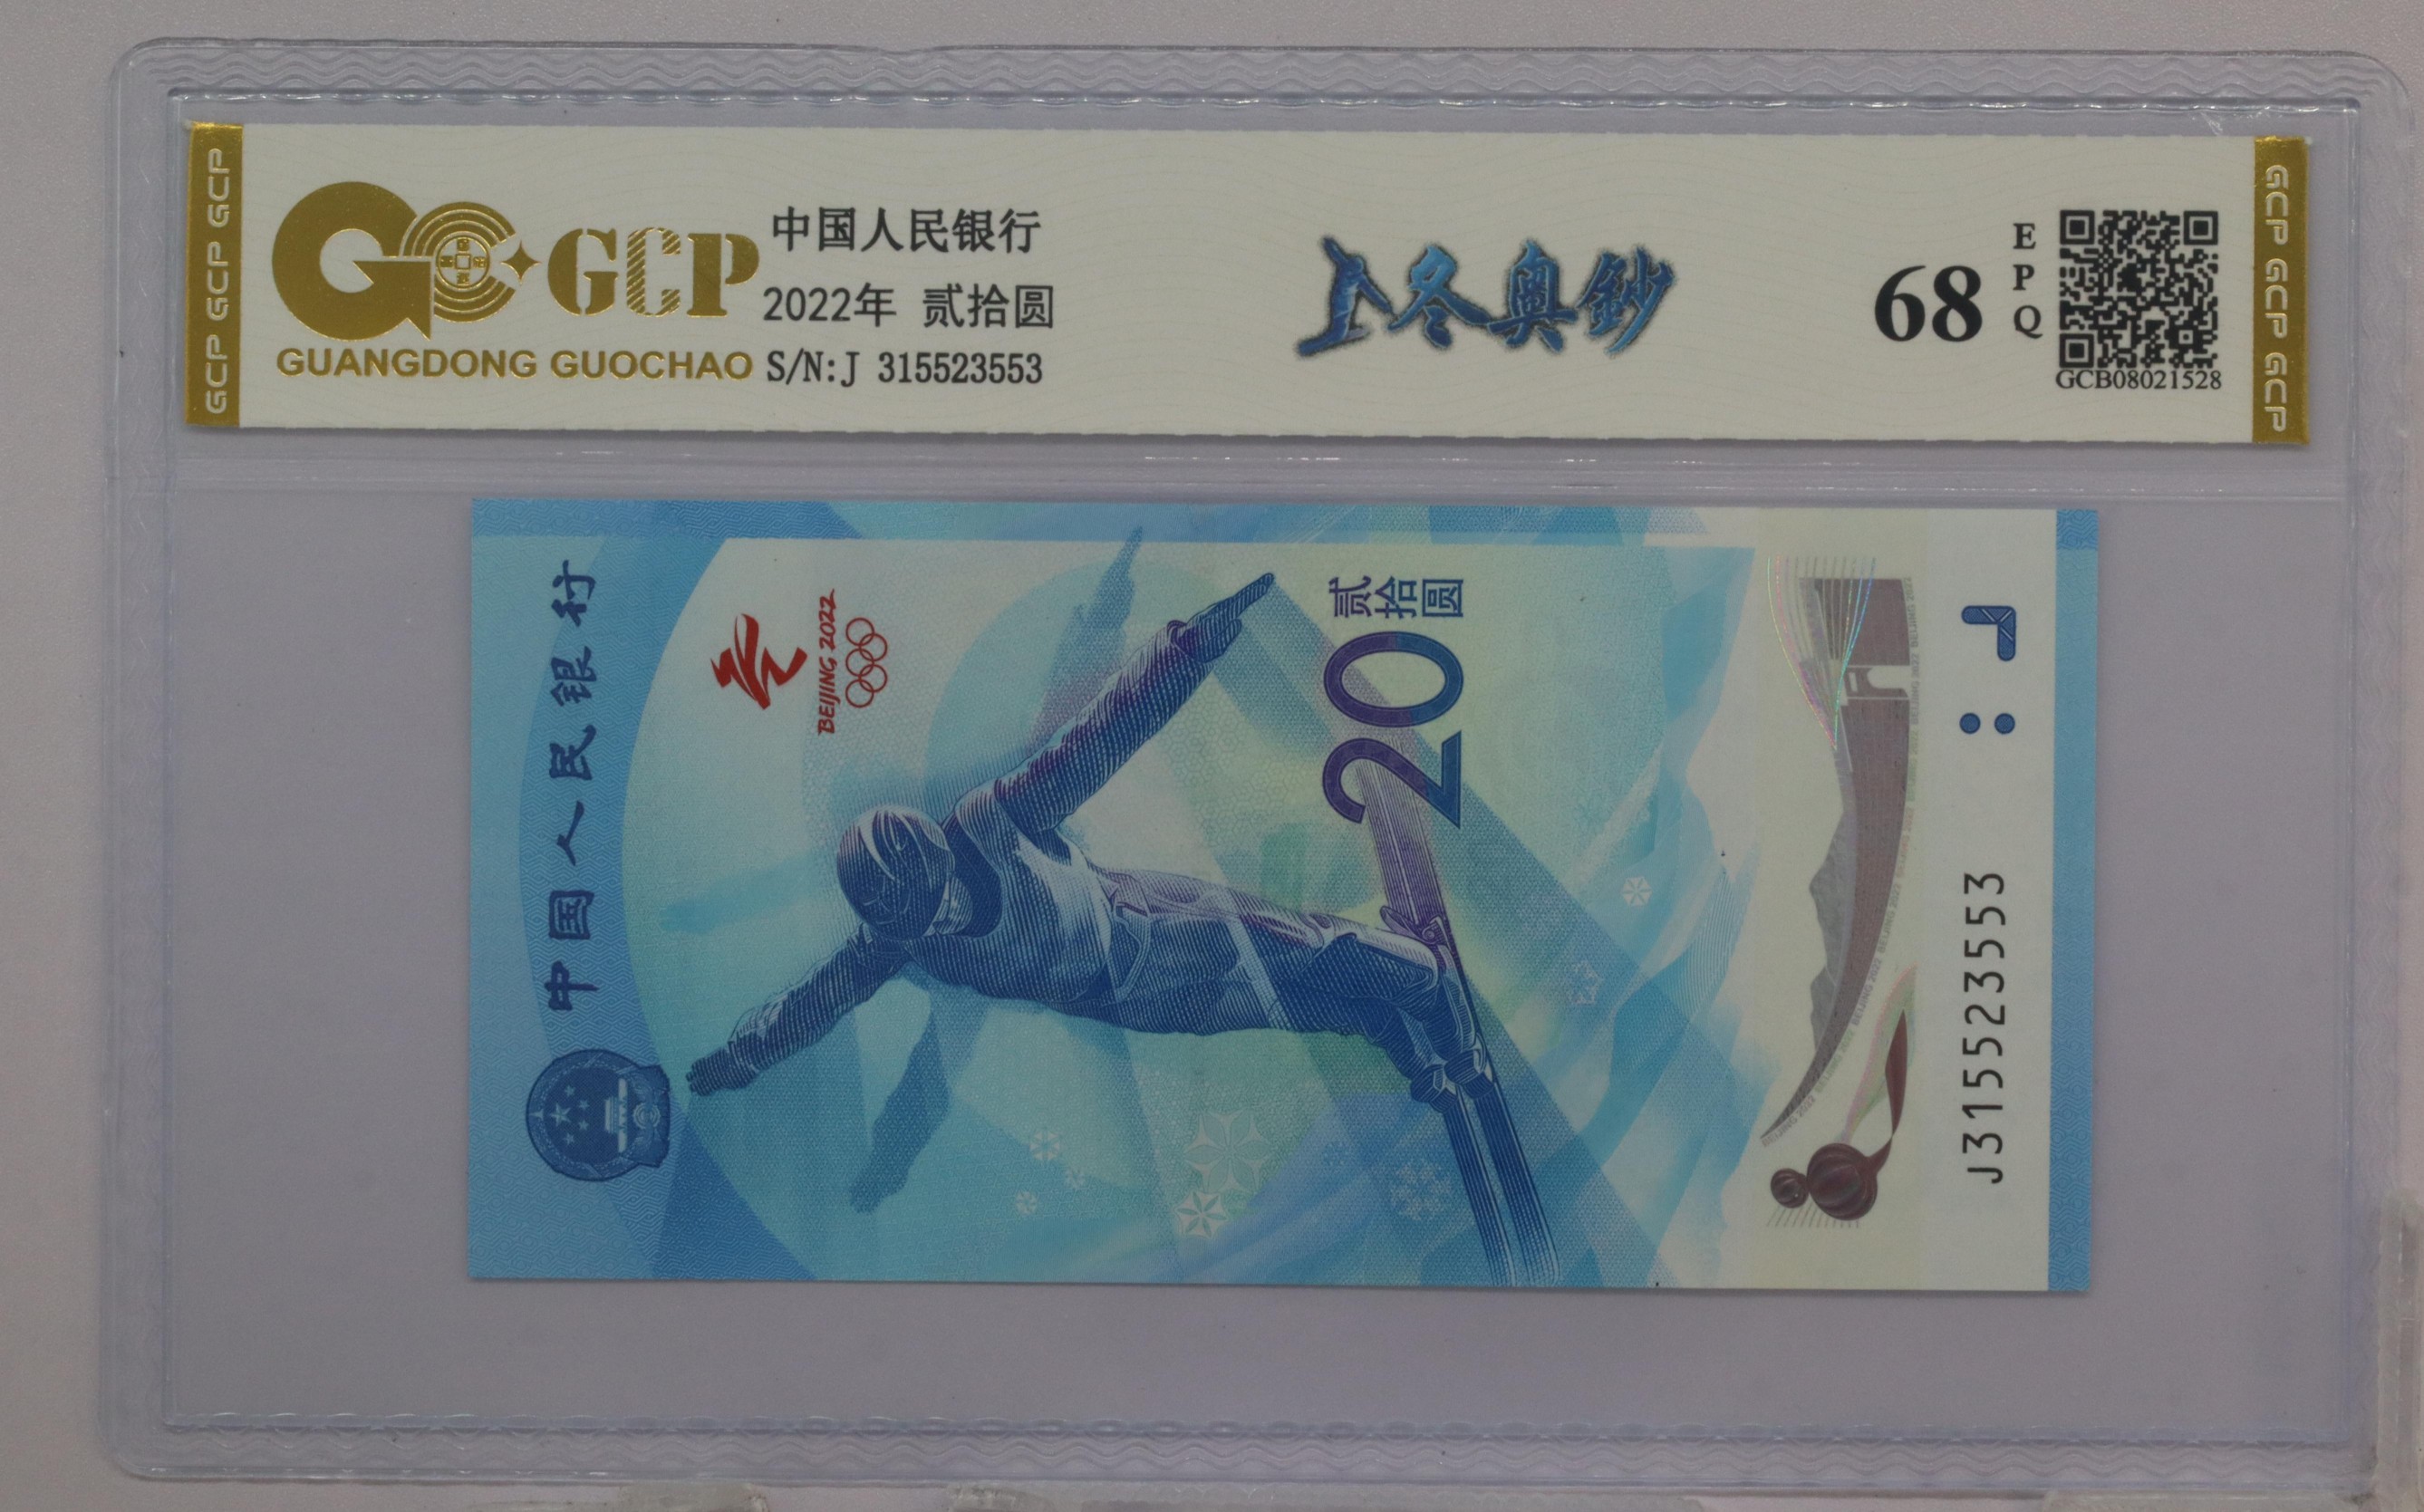 GCP GCP GCP
GCP
GUANGDONG GUOCHAO
中国人民银行
2022年 贰拾圆
S/N:J 315523553
冬奥鈔
68
EPQ
GCB08021528
GCP GCP GCP
中国人民银行
BEIJING 2022
贰拾圆
20
J315523553